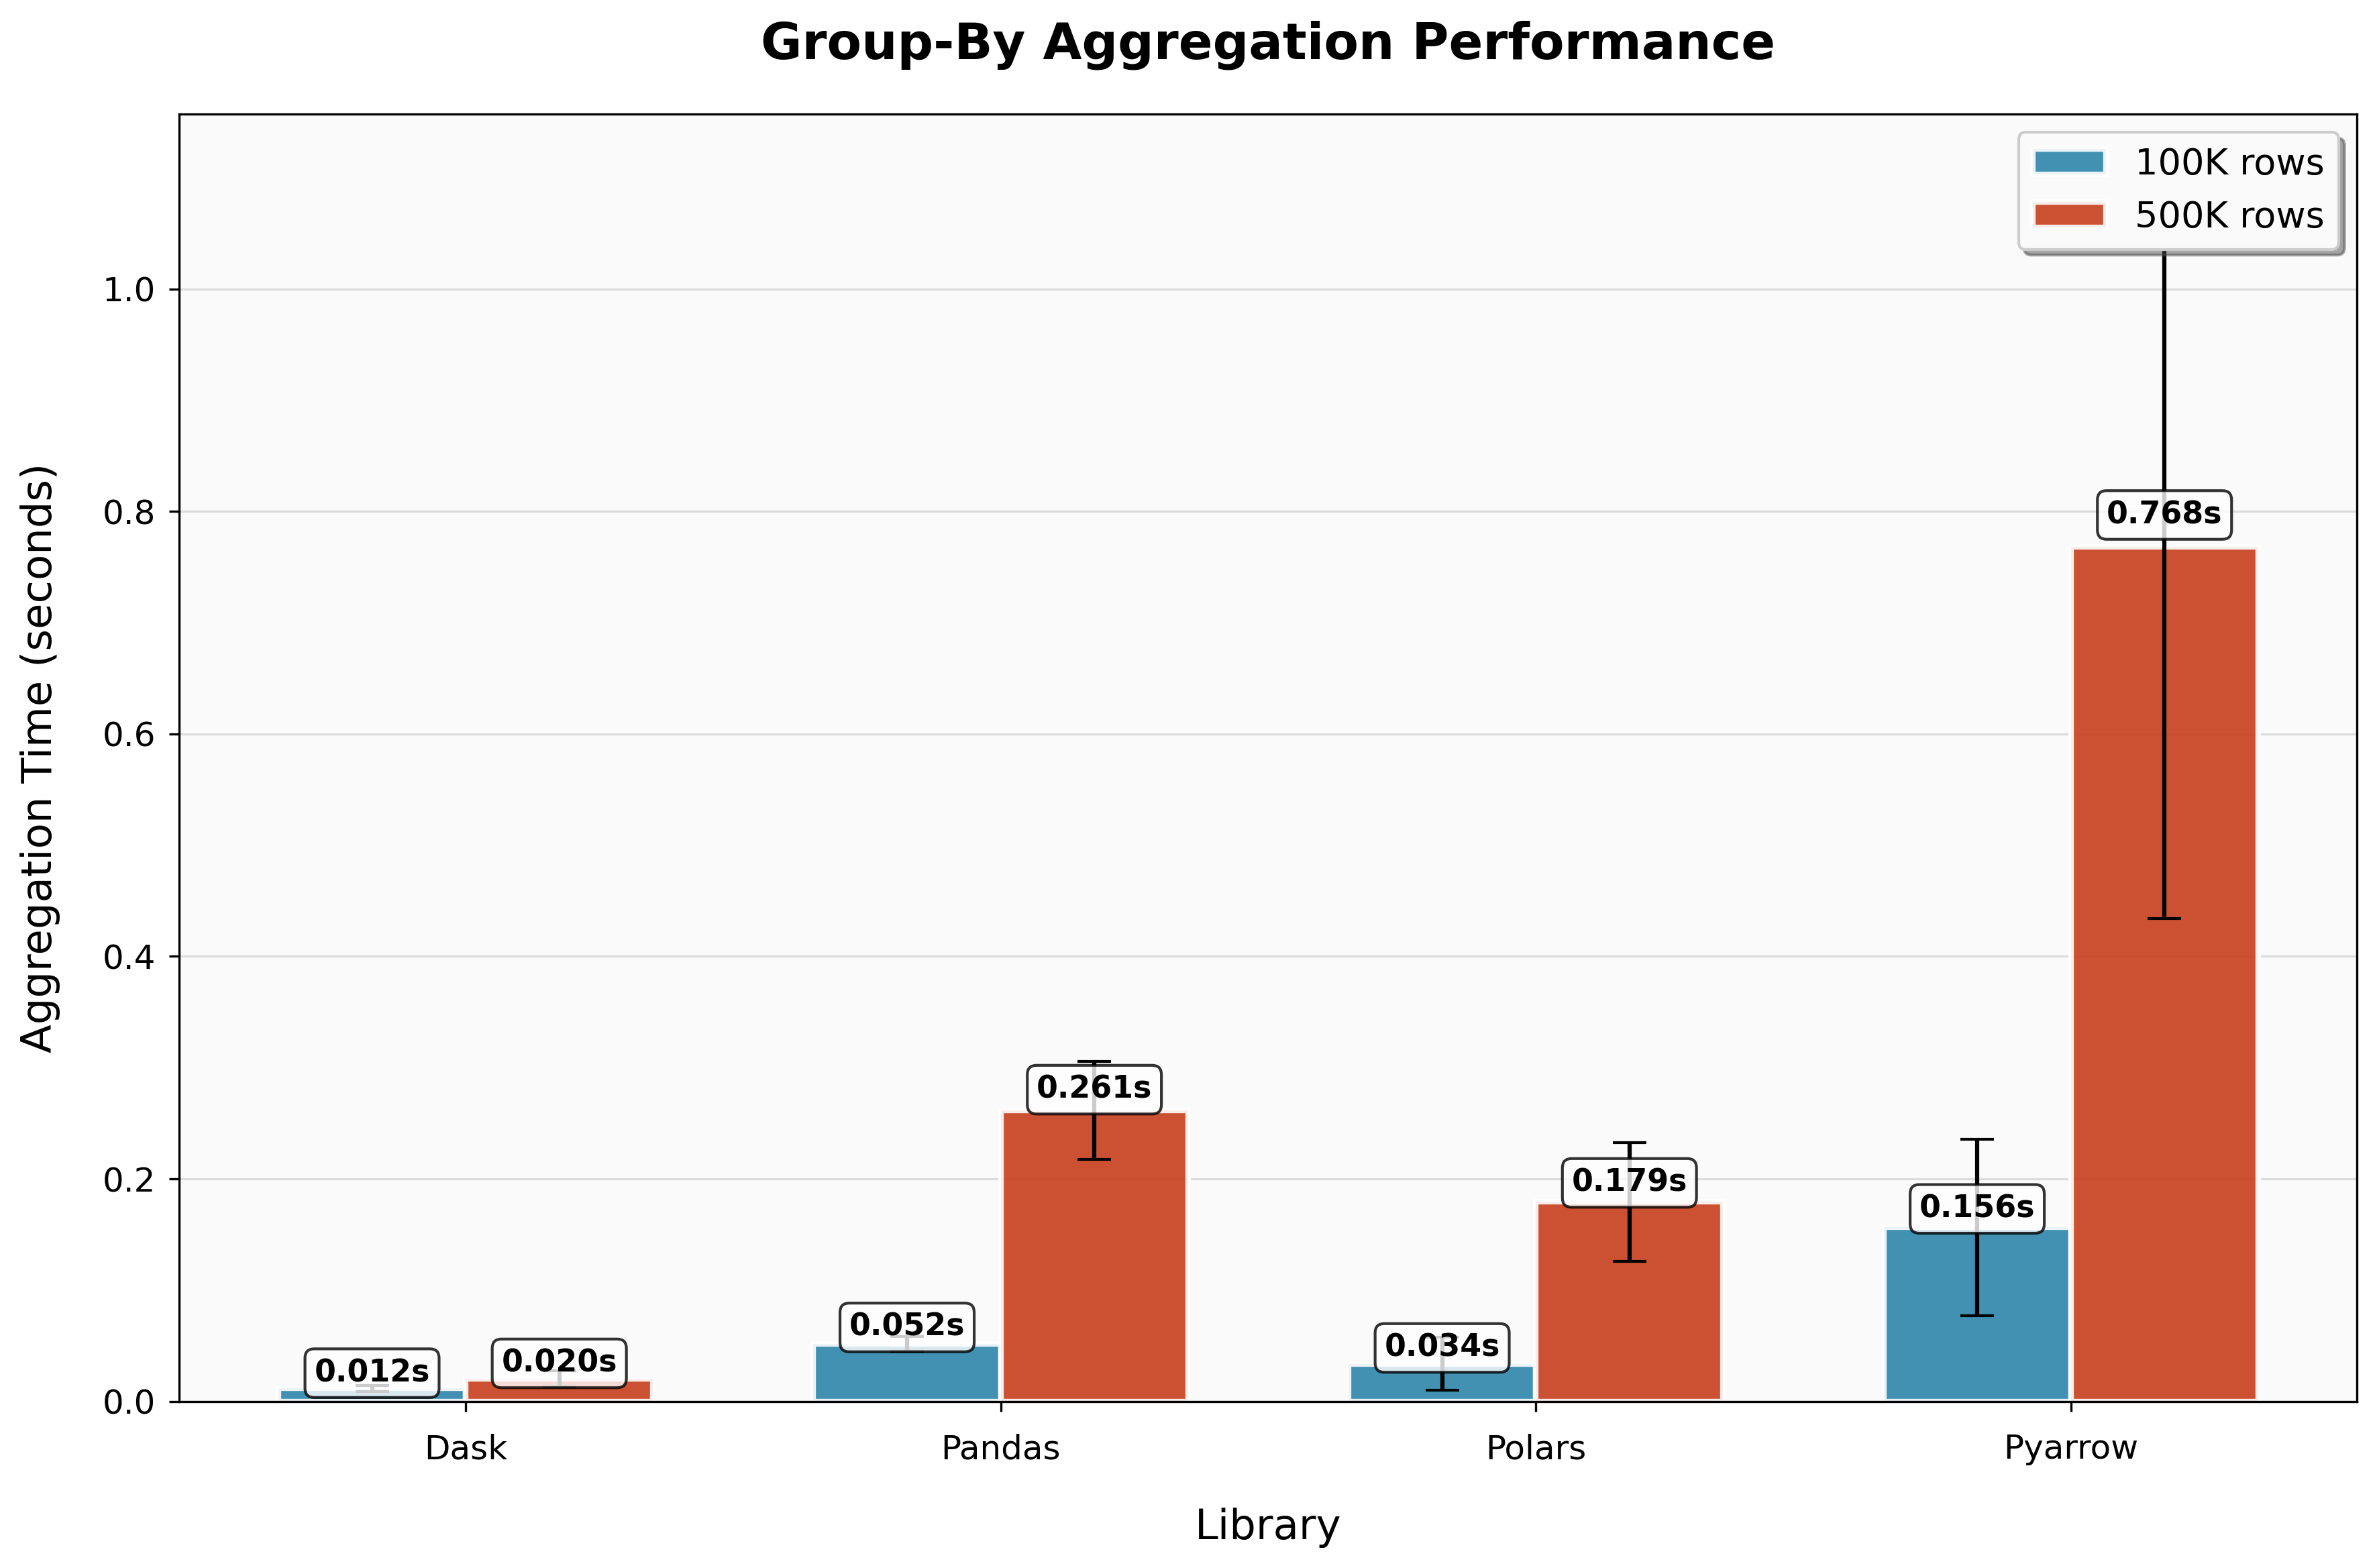 Group-By Aggregation Performance
100K rows
500K rows
Aggregation Time (seconds)
1.0
0.8
0.6
0.4
0.2
0.0
0.012s
0.020s
0.052s
0.261s
0.034s
0.179s
0.156s
0.768s
Dask
Pandas
Polars
Pyarrow
Library